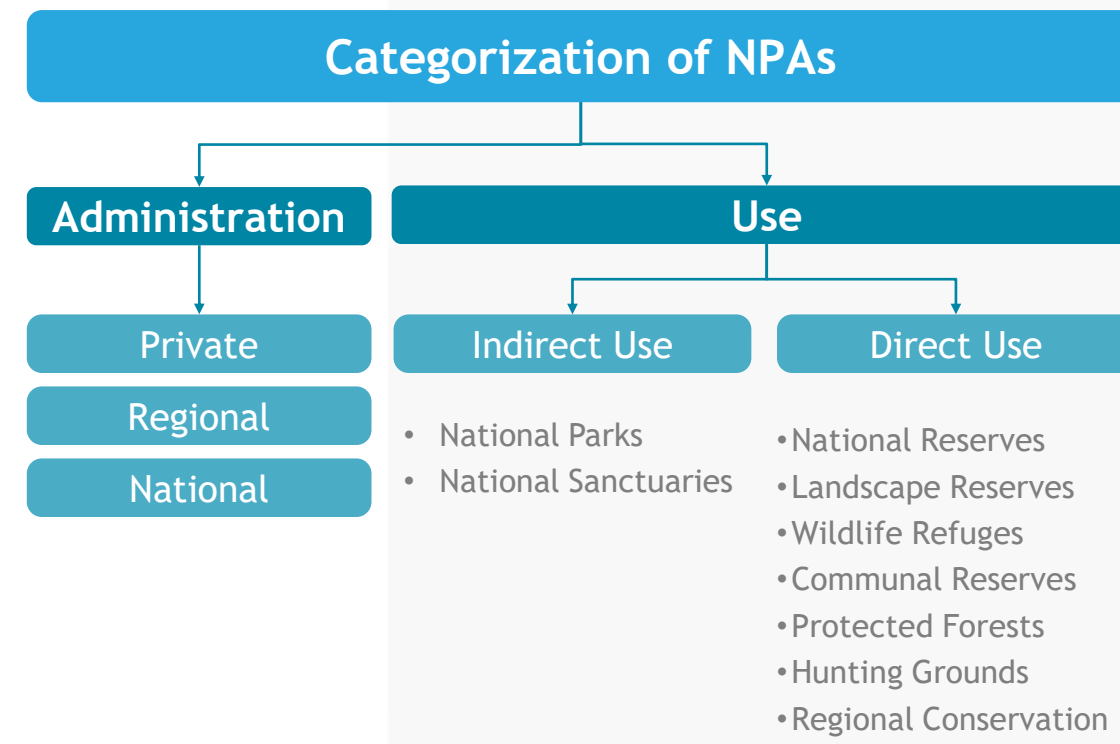 Categorization of NPAs
Administration
Use
Private
Regional
National
Indirect Use
• National Parks
• National Sanctuaries
Direct Use
•National Reserves
•Landscape Reserves
•Wildlife Refuges
•Communal Reserves
•Protected Forests
•Hunting Grounds
•Regional Conservation